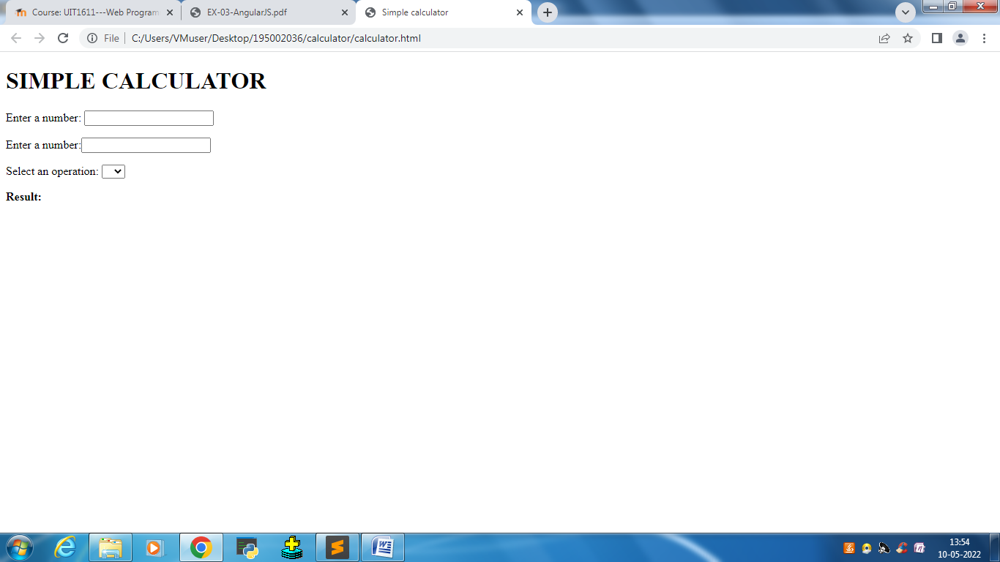 Course: UIT1611---Web Program
EX-03-AngularJS.pdf
Simple calculator
File
C:/Users/VMuser/Desktop/195002036/calculator/calculator.html
SIMPLE CALCULATOR
Enter a number:
Enter a number:
Select an operation:
Result:
13:54
10-05-2022